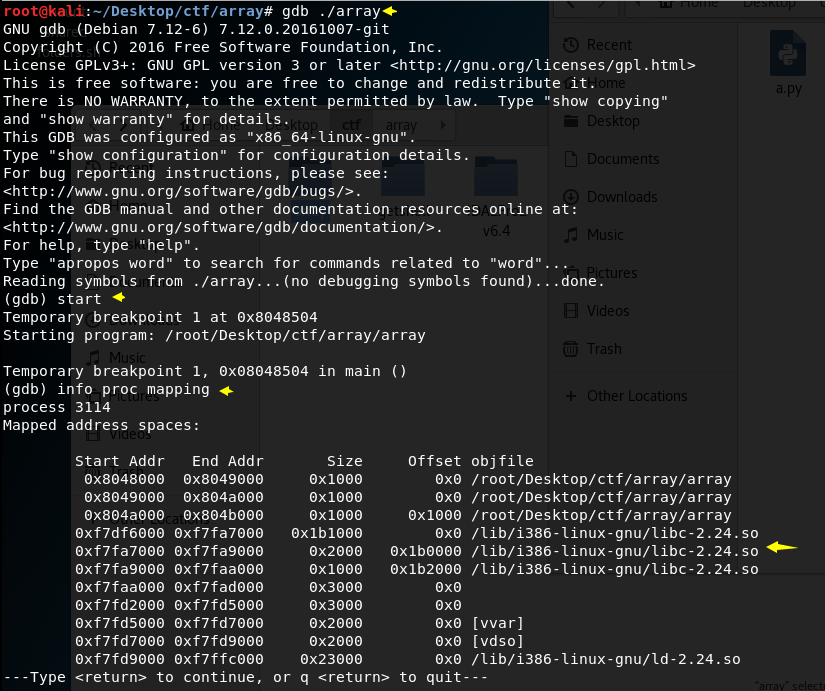 root@kali:~/Desktop/ctf/array# gdb ./array
GNU gdb (Debian 7.12-6) 7.12.0.20161007-git
Copyright (C) 2016 Free Software Foundation, Inc.
License GPLv3+: GNU GPL version 3 or later <http://gnu.org/licenses/gpl.html>
This is free software: you are free to change and redistribute it.
There is NO WARRANTY, to the extent permitted by law.  Type "show copying"
and "show warranty" for details.
This GDB was configured as "x86_64-linux-gnu".
Type "show configuration" for configuration details.
For bug reporting instructions, please see:
<http://www.gnu.org/software/gdb/bugs/>.
Find the GDB manual and other documentation resources online at:
<http://www.gnu.org/software/gdb/documentation/>.
For help, type "help".
Type "apropos word" to search for commands related to "word"...
Reading symbols from ./array...(no debugging symbols found)...done.
(gdb) start
Temporary breakpoint 1 at 0x8048504
Starting program: /root/Desktop/ctf/array/array
Temporary breakpoint 1, 0x08048504 in main ()
(gdb) info proc mapping
process 3114
Mapped address spaces:
Start Addr   End Addr       Size     Offset objfile
0x8048000  0x8049000     0x1000        0x0 /root/Desktop/ctf/array/array
0x8049000  0x804a000     0x1000        0x0 /root/Desktop/ctf/array/array
0x804a000  0x804b000     0x1000     0x1000 /root/Desktop/ctf/array/array
0xf7df6000 0xf7fa7000   0x1b1000        0x0 /lib/i386-linux-gnu/libc-2.24.so
0xf7fa7000 0xf7fa9000     0x2000   0x1b0000 /lib/i386-linux-gnu/libc-2.24.so
0xf7fa9000 0xf7faa000     0x1000   0x1b2000 /lib/i386-linux-gnu/libc-2.24.so
0xf7faa000 0xf7fad000     0x3000        0x0
0xf7fd2000 0xf7fd5000     0x3000        0x0
0xf7fd5000 0xf7fd7000     0x2000        0x0 [vvar]
0xf7fd7000 0xf7fd9000     0x2000        0x0 [vdso]
0xf7fd9000 0xf7ffc000    0x23000        0x0 /lib/i386-linux-gnu/ld-2.24.so
---Type <return> to continue, or q <return> to quit---
Home Desktop
Recent
Home
Desktop
Documents
Downloads
Music
Pictures
Videos
Trash
+ Other Locations
a.py
Home Desktop ctf array
v6.4
Music
Pictures
Videos
"array" select